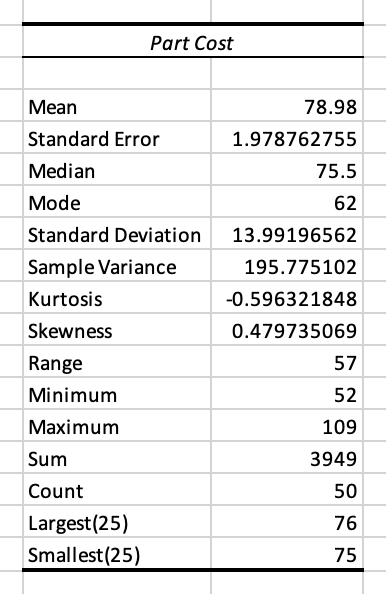 Part Cost
Mean 78.98
Standard Error 1.978762755
Median 75.5
Mode 62
Standard Deviation 13.99196562
Sample Variance 195.775102
Kurtosis -0.596321848
Skewness 0.479735069
Range 57
Minimum 52
Maximum 109
Sum 3949
Count 50
Largest(25) 76
Smallest(25) 75